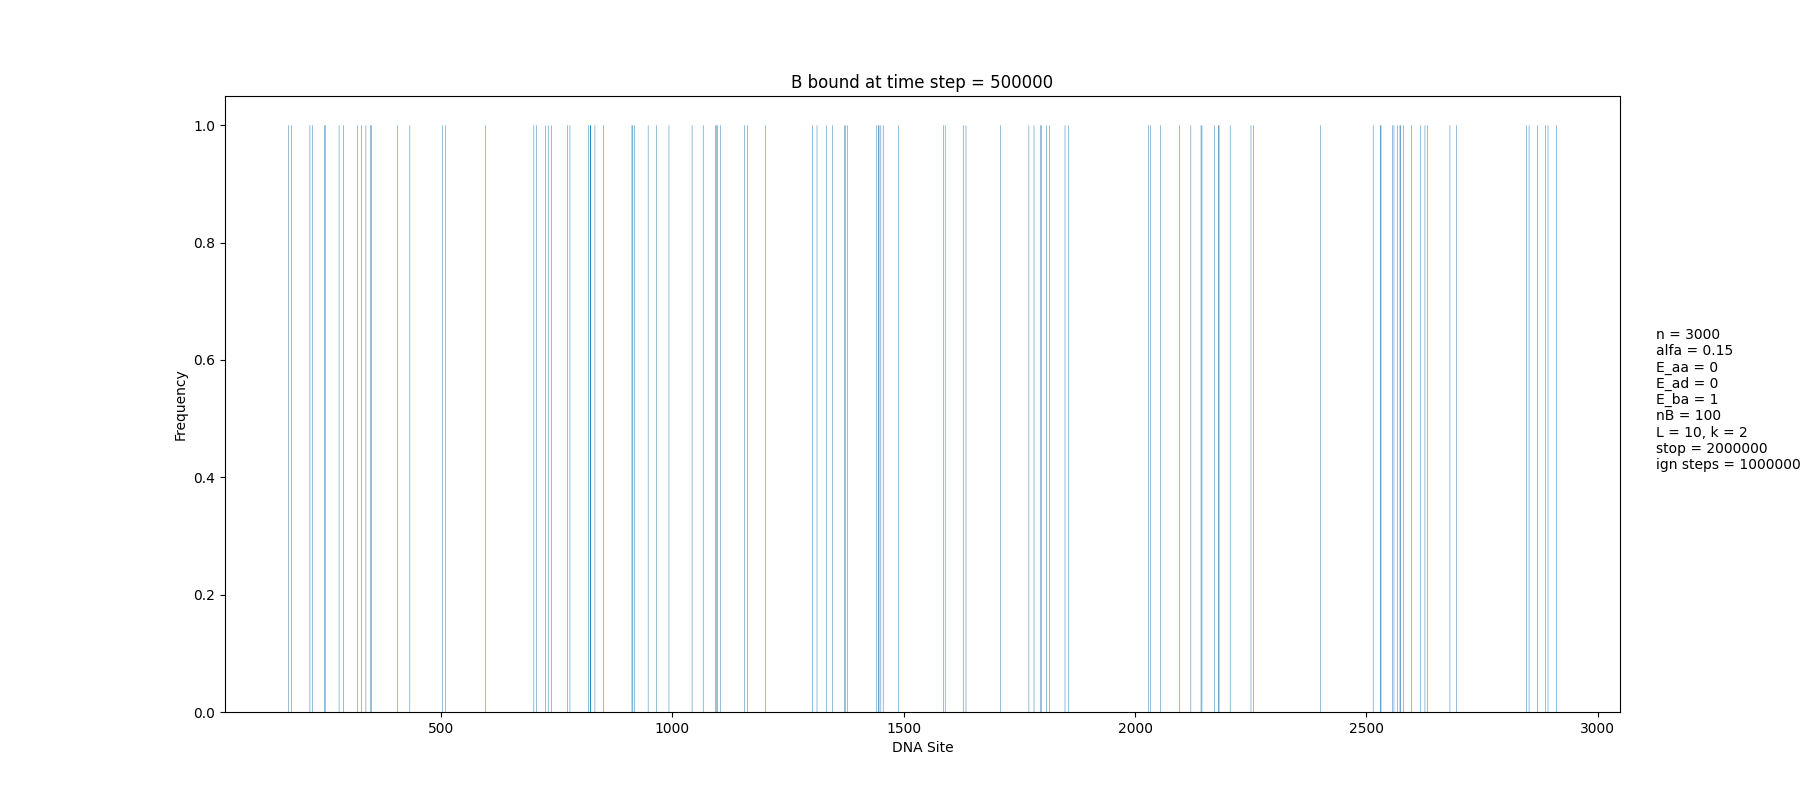 B bound at time step = 500000
1.0
0.8
0.6
0.4
0.2
0.0
Frequency
500 1000 1500 2000 2500 3000
DNA Site
n = 3000
alfa = 0.15
E_aa = 0
E_ad = 0
E_ba = 1
nB = 100
L = 10, k = 2
stop = 2000000
ign steps = 1000000